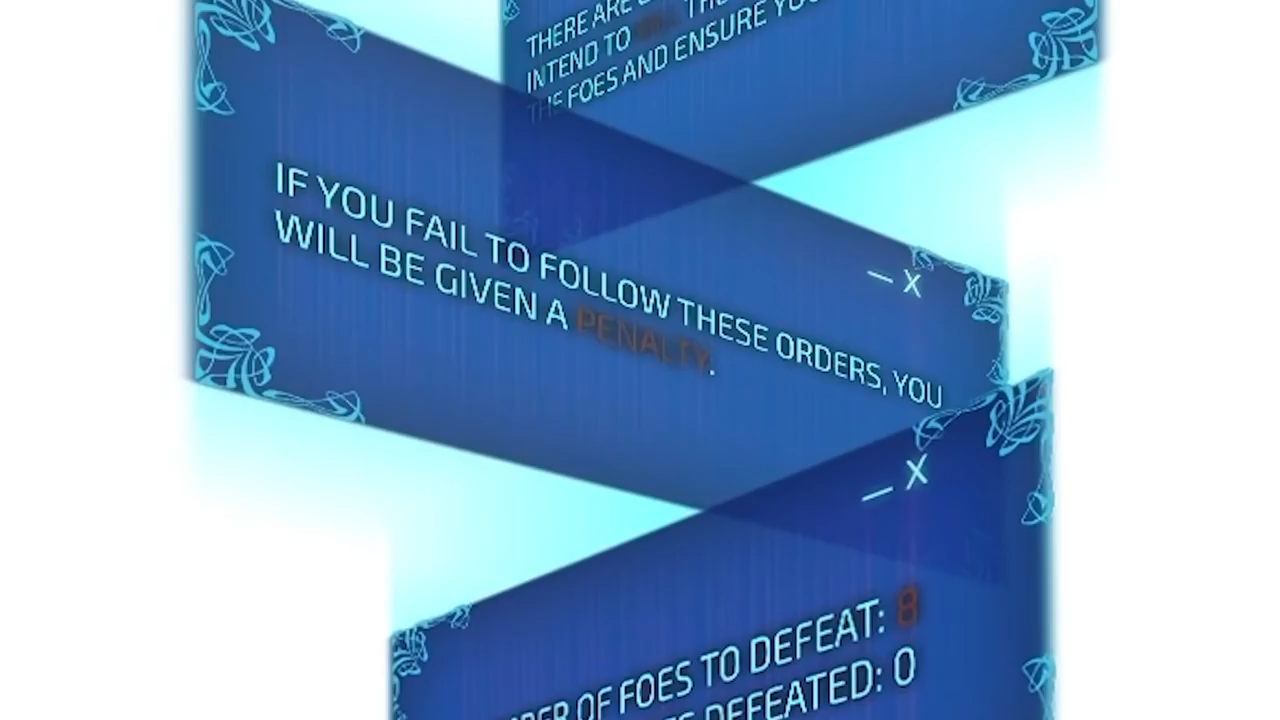 THERE ARE
INTEND TO
THE FOES AND ENSURE
IF YOU FAIL TO FOLLOW THESE ORDERS, YOU
WILL BE GIVEN A PENALTY.
— X
— X
OF FOES TO DEFEAT: 8
DEFEATED: 0